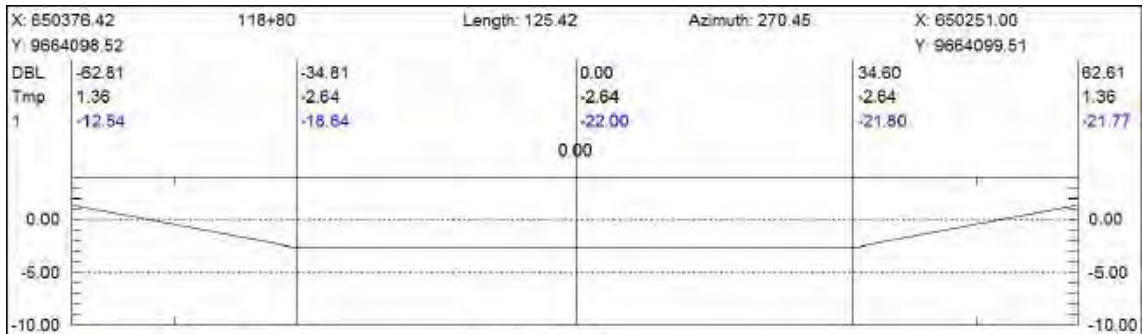 X: 650376.42 118+80 Length: 125.42 Azimuth: 270.45 X: 650251.00
Y: 9664098.52 Y: 9664099.51
DBL -62.81 -34.81 0.00 34.60 62.61
Tmp 1.36 -2.64 -2.64 -2.64 1.36
1 -12.54 -18.64 -22.00 -21.80 -21.77
0.00
0.00 0.00
-5.00 -5.00
-10.00 -10.00